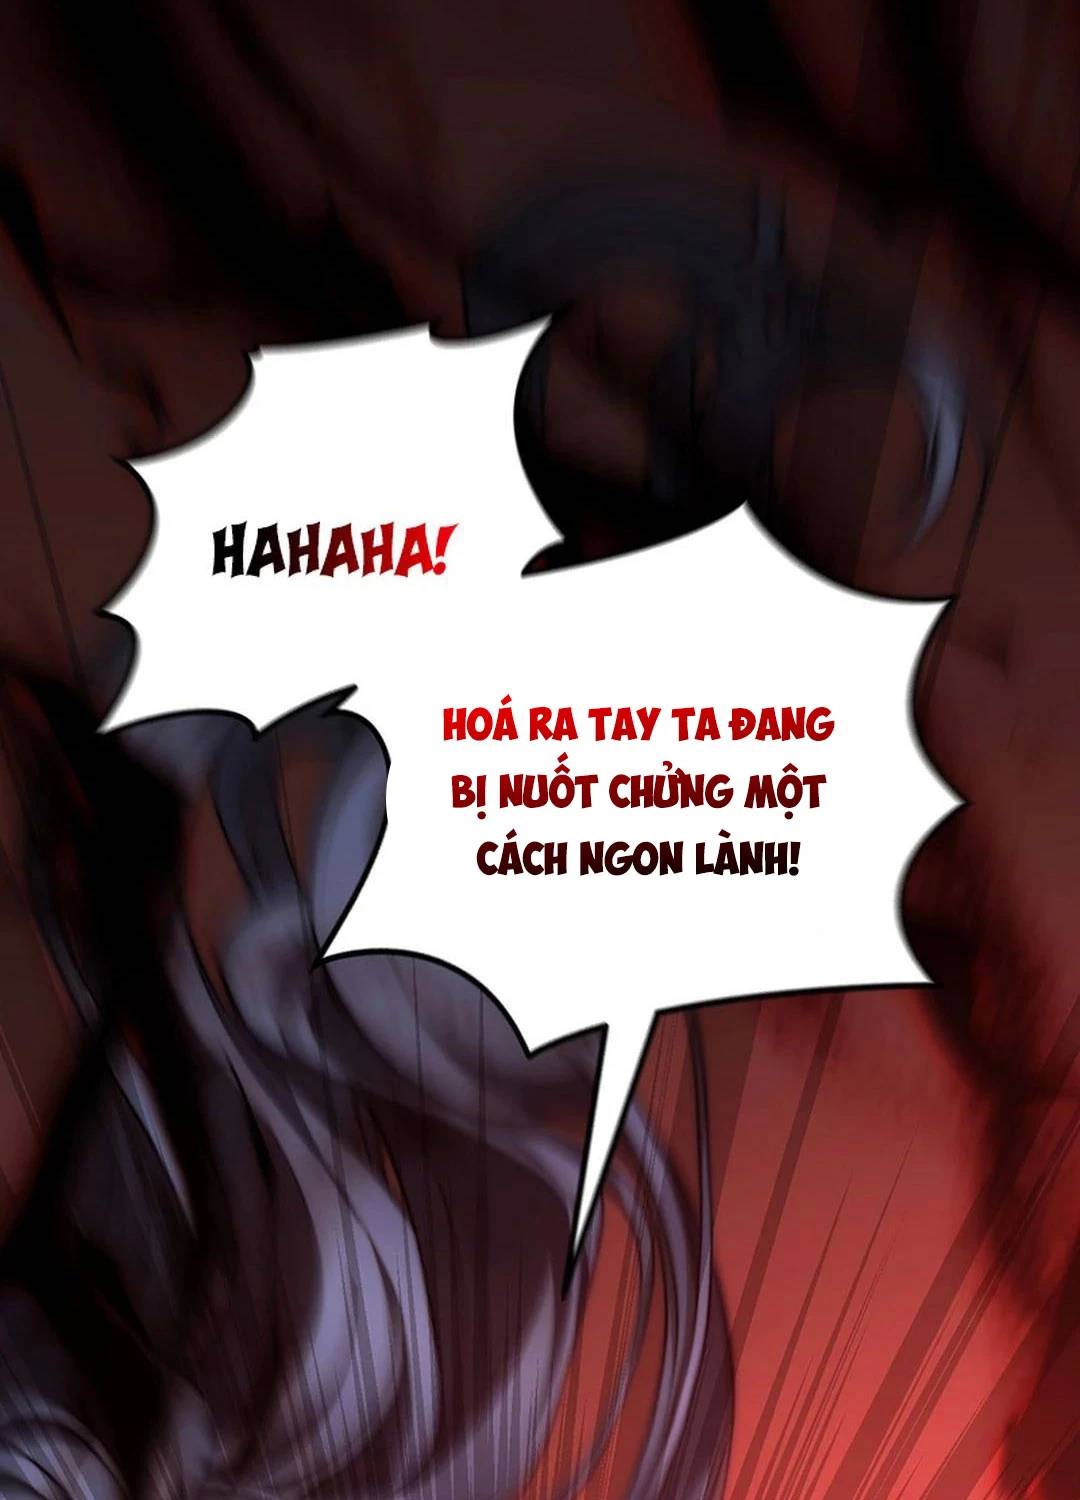 HAHAHA!
HOÁ RA TAY TA ĐANG
BỊ NUỐT CHỬNG MỘT
CÁCH NGON LÀNH!